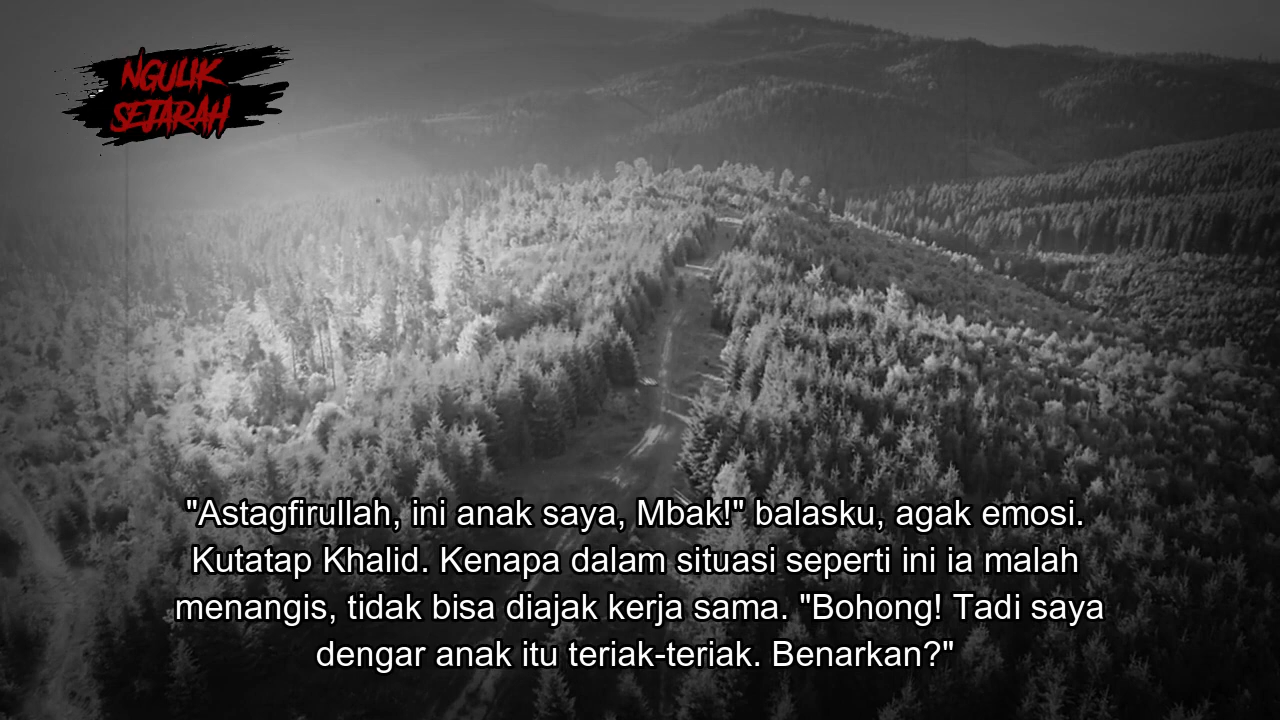 NGULIK
SEJARAH
"Astagfirullah, ini anak saya, Mbak!" balasku, agak emosi.
Kutatap Khalid. Kenapa dalam situasi seperti ini ia malah
menangis, tidak bisa diajak kerja sama. "Bohong! Tadi saya
dengar anak itu teriak-teriak. Benarkan?"